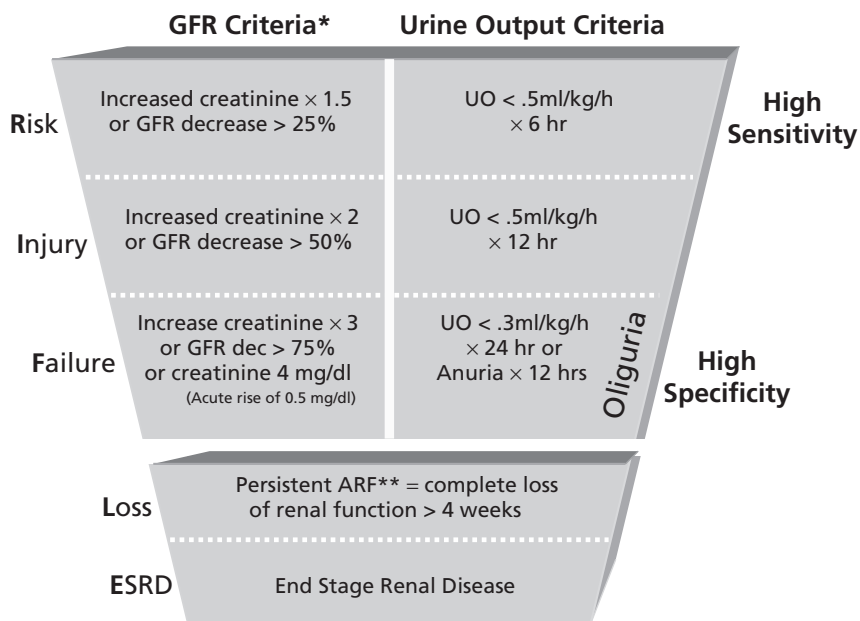 GFR Criteria*
Urine Output Criteria
Risk
Increased creatinine × 1.5
or GFR decrease > 25%
UO < .5ml/kg/h
× 6 hr
High
Sensitivity
Injury
Increased creatinine × 2
or GFR decrease > 50%
UO < .5ml/kg/h
× 12 hr
Failure
Increase creatinine × 3
or GFR dec > 75%
or creatinine 4 mg/dl
(Acute rise of 0.5 mg/dl)
UO < .3ml/kg/h
× 24 hr or
Anuria × 12 hrs
Oliguria
High
Specificity
Loss
Persistent ARF** = complete loss
of renal function > 4 weeks
ESRD
End Stage Renal Disease